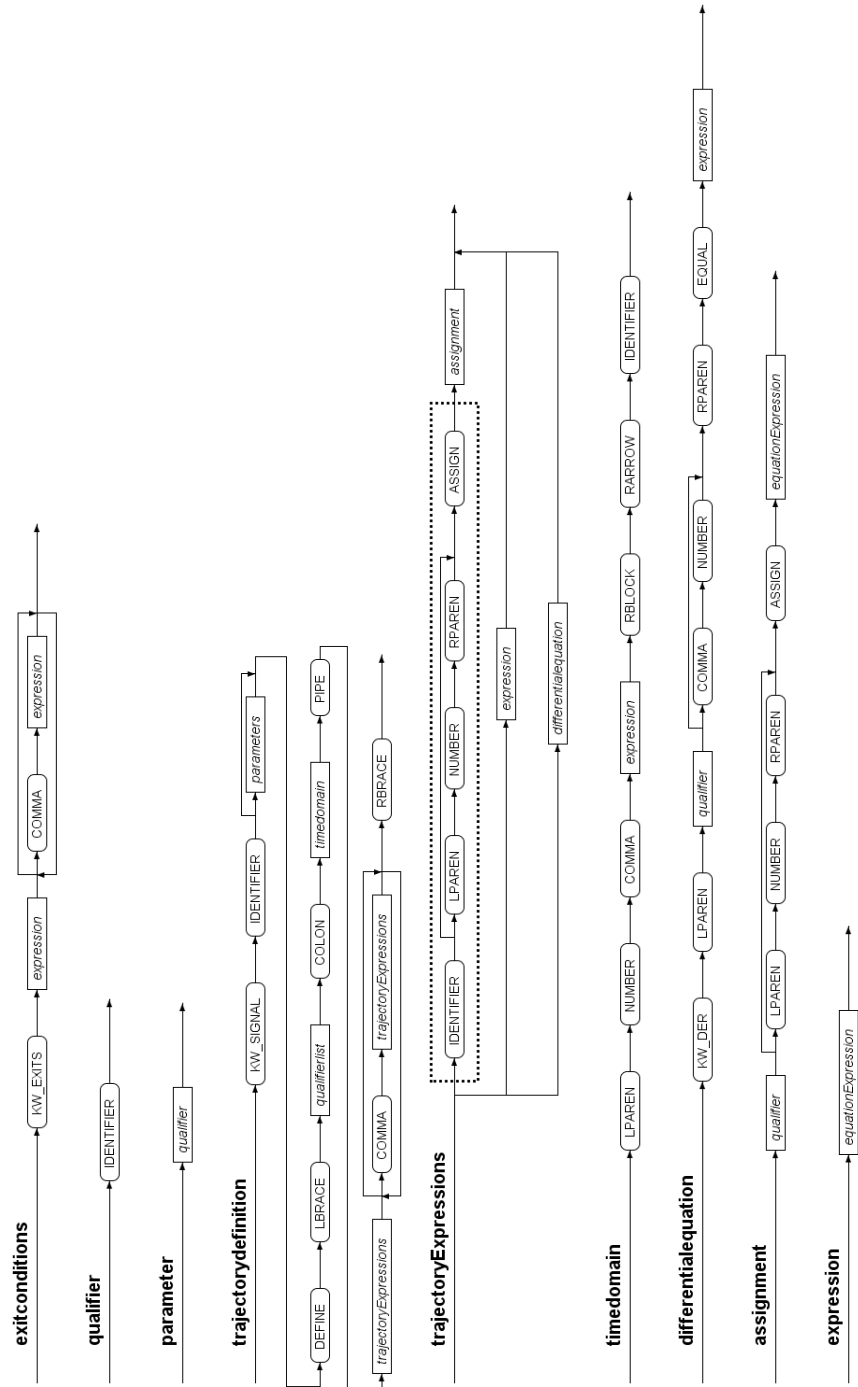 exitconditions
KW_EXITS expression COMMA expression
qualifier
IDENTIFIER
parameter
qualifier
trajectorydefinition
KW_SIGNAL IDENTIFIER parameters
DEFINE LBRACE qualifierlist COLON timedomain PIPE
trajectoryExpressions COMMA trajectoryExpressions RBRACE
trajectoryExpressions
IDENTIFIER LPAREN NUMBER RPAREN ASSIGN assignment
expression
differentialequation
timedomain
LPAREN NUMBER COMMA expression RBLOCK RARROW IDENTIFIER
differentialequation
KW_DER LPAREN qualifier COMMA NUMBER RPAREN EQUAL expression
assignment
qualifier LPAREN NUMBER RPAREN ASSIGN equationExpression
expression
equationExpression